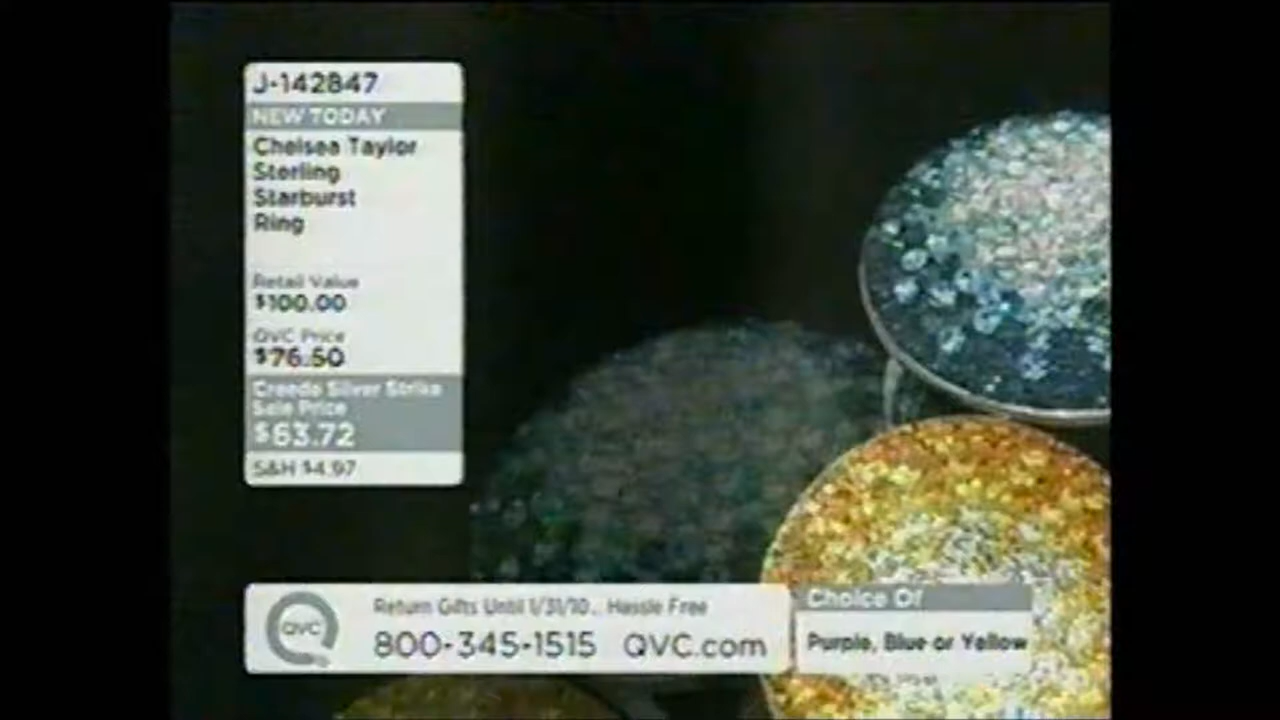 J-142847
NEW TODAY
Chelsea Taylor
Sterling
Starburst
Ring
Retail Value
$100.00
QVC Price
$76.50
Creedo Silver Strike
Sale Price
$63.72
S&H $4.97
QVC
Return Gifts Until 1/31/10.. Hassle Free
800-345-1515 QVC.com
Choice Of
Purple, Blue or Yellow